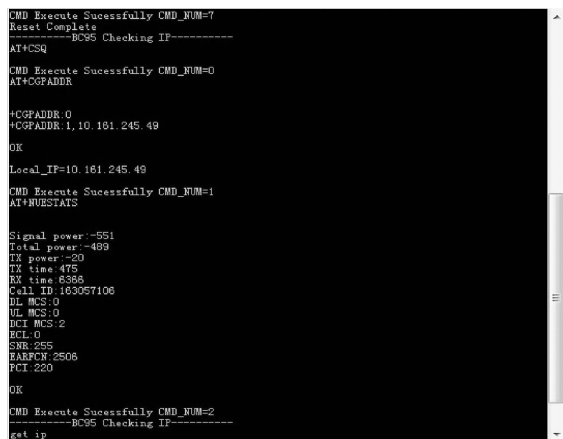 CMD Execute Sucessfully CMD_NUM=7
Reset Complete
----------BC95 Checking IP----------
AT+CSQ
CMD Execute Sucessfully CMD_NUM=0
AT+CGPADDR
+CGPADDR:0
+CGPADDR:1,10.161.245.49
OK
Local_IP=10.161.245.49
CMD Execute Sucessfully CMD_NUM=1
AT+NUESTATS
Signal power:-551
Total power:-489
TX power:-20
TX time:475
RX time:6366
Cell ID:163057106
DL MCS:0
UL MCS:0
DCI MCS:2
ECL:0
SNR:255
EARFCN:2506
PCI:220
OK
CMD Execute Sucessfully CMD_NUM=2
----------BC95 Checking IP----------
get ip